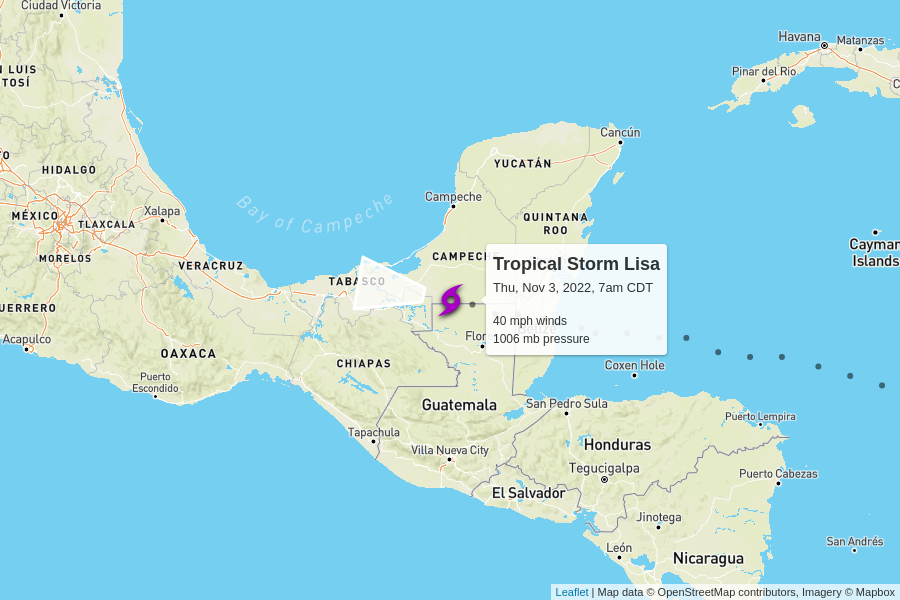 Ciudad Victoria
Havana
Matanzas
Pinar del Rio
N LUIS
TOSÍ
Cancún
HIDALGO
YUCATÁN
Campeche
MÉXICO
Xalapa
TLAXCALA
Bay of Campeche
QUINTANA
ROO
MORELOS
VERACRUZ
CAMPECH
Cayman
Islands
TABASCO
Tropical Storm Lisa
Thu, Nov 3, 2022, 7am CDT
40 mph winds
1006 mb pressure
Belize
GUERRERO
Acapulco
OAXACA
CHIAPAS
Flor
Coxen Hole
Puerto
Escondido
Guatemala
San Pedro Sula
Puerto Lempira
Tapachula
Villa Nueva City
Honduras
Tegucigalpa
Puerto Cabezas
El Salvador
Jinotega
León
Nicaragua
San Andrés
Leaflet | Map data © OpenStreetMap contributors, Imagery © Mapbox